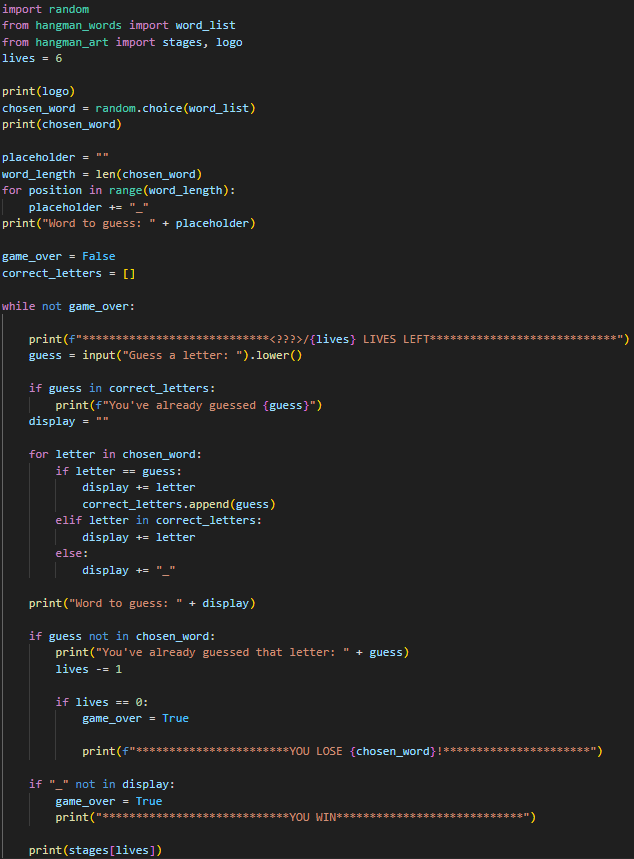 import random
from hangman_words import word_list
from hangman_art import stages, logo
lives = 6

print(logo)
chosen_word = random.choice(word_list)
print(chosen_word)

placeholder = ""
word_length = len(chosen_word)
for position in range(word_length):
    placeholder += "_"
print("Word to guess: " + placeholder)

game_over = False
correct_letters = []

while not game_over:

    print(f"****************************<???>/{lives} LIVES LEFT****************************")
    guess = input("Guess a letter: ").lower()

    if guess in correct_letters:
        print(f"You've already guessed {guess}")
    display = ""

    for letter in chosen_word:
        if letter == guess:
            display += letter
            correct_letters.append(guess)
        elif letter in correct_letters:
            display += letter
        else:
            display += "_"

    print("Word to guess: " + display)

    if guess not in chosen_word:
        print("You've already guessed that letter: " + guess)
        lives -= 1

        if lives == 0:
            game_over = True

            print(f"***********************YOU LOSE {chosen_word}!**********************")

    if "_" not in display:
        game_over = True
        print("****************************YOU WIN****************************")

    print(stages[lives])